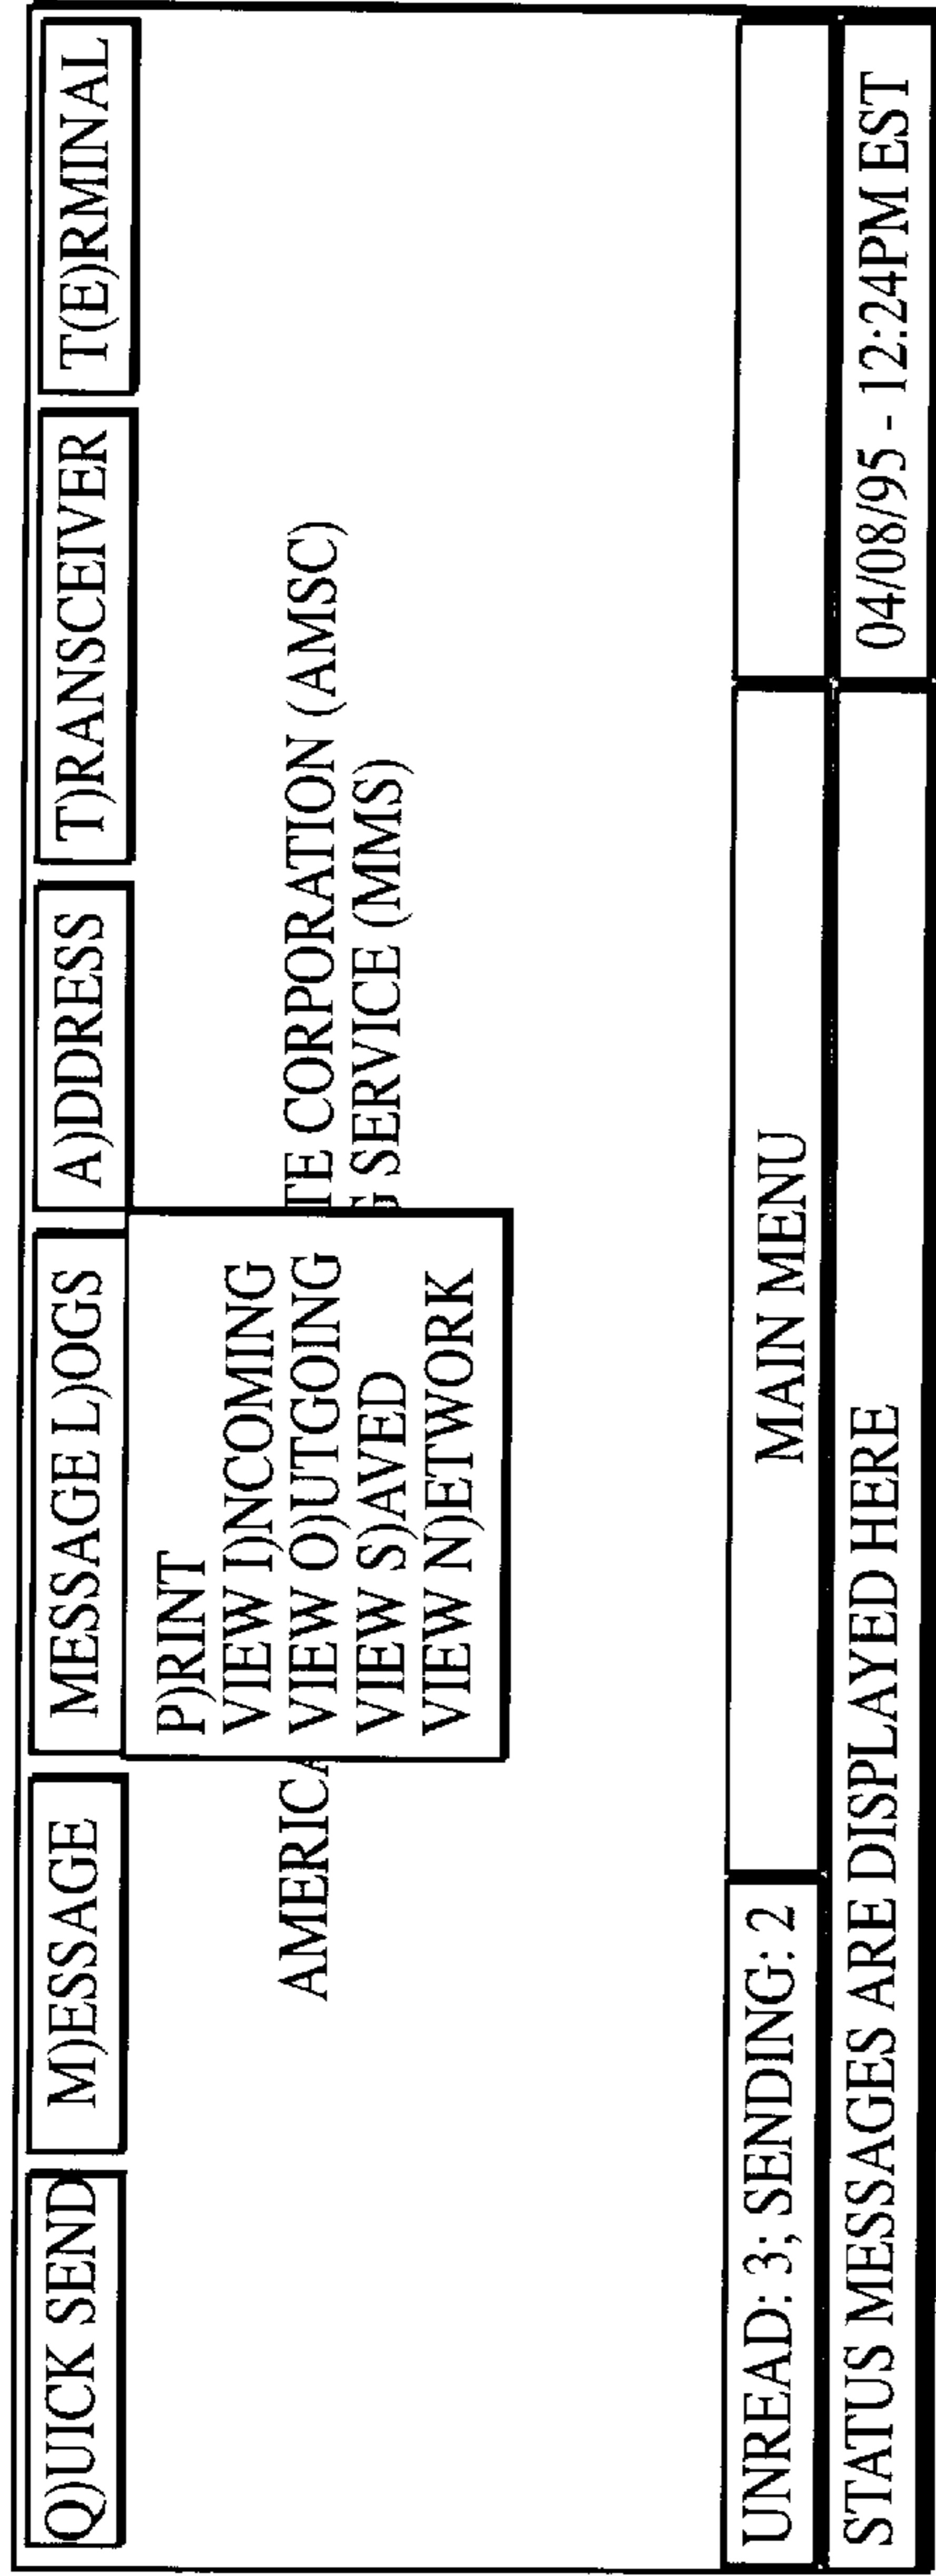 Q)UICK SEND M)ESSAGE MESSAGE L)OGS A)DDRESS T)RANSCEIVER T(E)RMINAL
P)RINT
VIEW I)NCOMING
VIEW O)UTGOING
VIEW S)AVED
VIEW N)ETWORK
AMERICA TE CORPORATION (AMSC)
G SERVICE (MMS)
UNREAD: 3; SENDING: 2 MAIN MENU
STATUS MESSAGES ARE DISPLAYED HERE 04/08/95 - 12:24PM EST